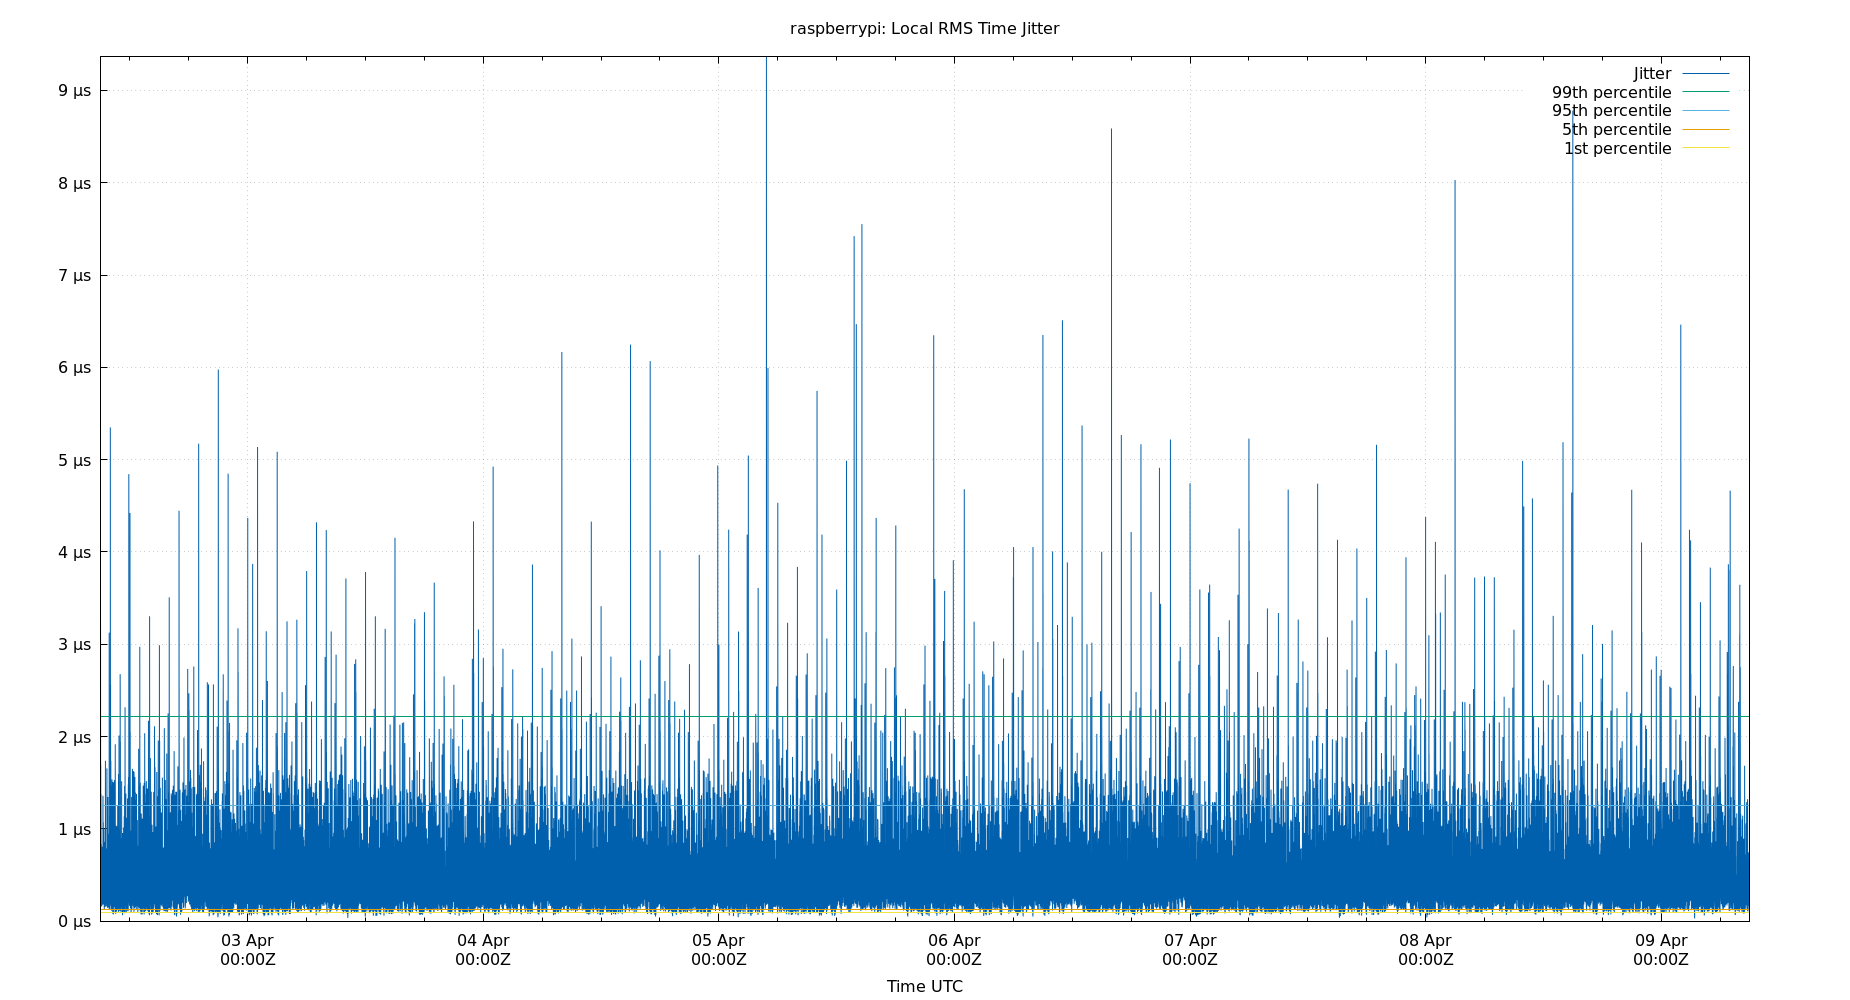 raspberrypi: Local RMS Time Jitter
Jitter
99th percentile
95th percentile
5th percentile
1st percentile
9 μs
8 μs
7 μs
6 μs
5 μs
4 μs
3 μs
2 μs
1 μs
0 μs
03 Apr 04 Apr 05 Apr 06 Apr 07 Apr 08 Apr 09 Apr
00:00Z 00:00Z 00:00Z 00:00Z 00:00Z 00:00Z 00:00Z
Time UTC